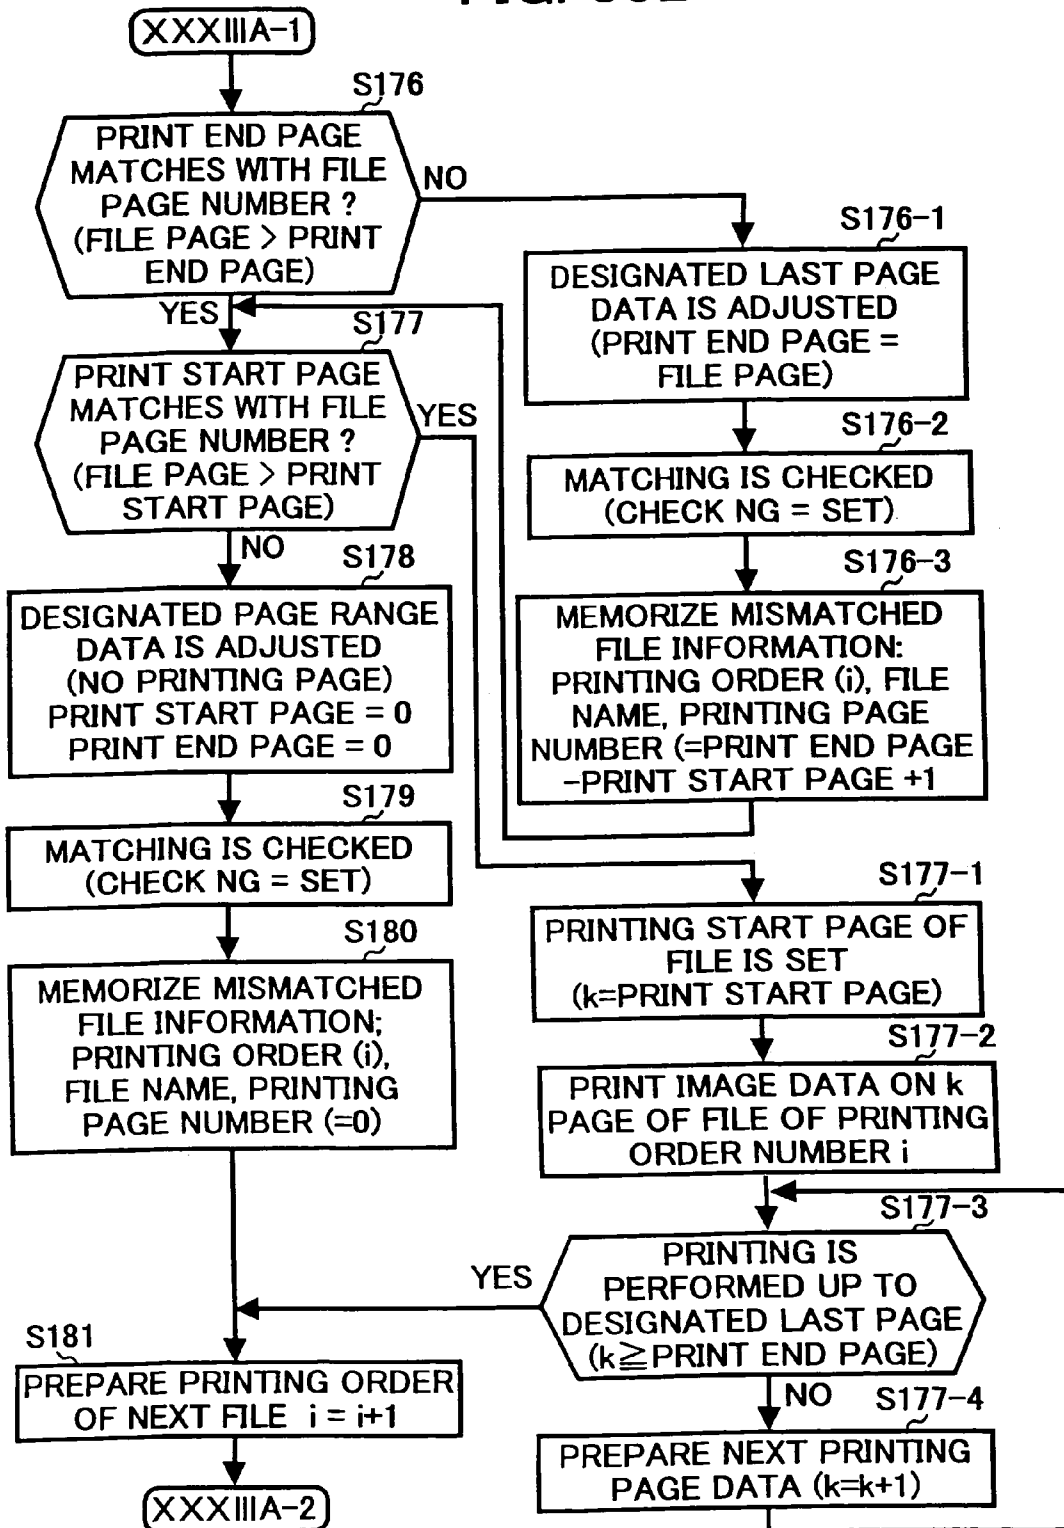 XXXIIIA-1
S176
PRINT END PAGE
MATCHES WITH FILE
PAGE NUMBER ?
(FILE PAGE > PRINT
END PAGE)
NO
YES
S176-1
DESIGNATED LAST PAGE
DATA IS ADJUSTED
(PRINT END PAGE =
FILE PAGE)
S176-2
MATCHING IS CHECKED
(CHECK NG = SET)
S176-3
MEMORIZE MISMATCHED
FILE INFORMATION:
PRINTING ORDER (i), FILE
NAME, PRINTING PAGE
NUMBER (=PRINT END PAGE
-PRINT START PAGE +1
S177
PRINT START PAGE
MATCHES WITH FILE
PAGE NUMBER ?
(FILE PAGE > PRINT
START PAGE)
YES
NO
S178
DESIGNATED PAGE RANGE
DATA IS ADJUSTED
(NO PRINTING PAGE)
PRINT START PAGE = 0
PRINT END PAGE = 0
S179
MATCHING IS CHECKED
(CHECK NG = SET)
S180
MEMORIZE MISMATCHED
FILE INFORMATION;
PRINTING ORDER (i),
FILE NAME, PRINTING
PAGE NUMBER (=0)
S177-1
PRINTING START PAGE OF
FILE IS SET
(k=PRINT START PAGE)
S177-2
PRINT IMAGE DATA ON k
PAGE OF FILE OF PRINTING
ORDER NUMBER i
S177-3
PRINTING IS
PERFORMED UP TO
DESIGNATED LAST PAGE
(k≧PRINT END PAGE)
YES
NO
S177-4
PREPARE NEXT PRINTING
PAGE DATA (k=k+1)
S181
PREPARE PRINTING ORDER
OF NEXT FILE i = i+1
XXXIIIA-2